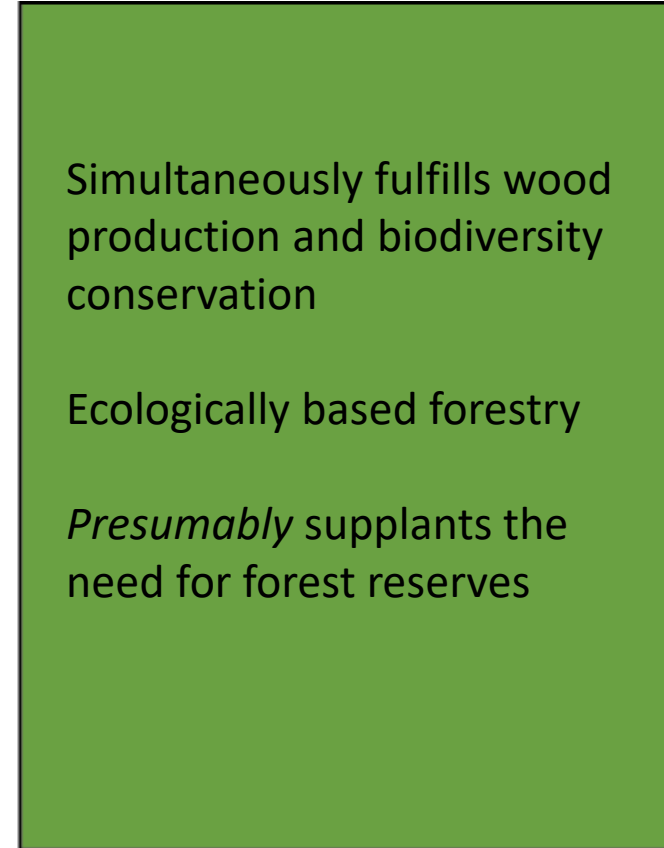 Simultaneously fulfills wood
production and biodiversity
conservation
Ecologically based forestry
Presumably supplants the
need for forest reserves